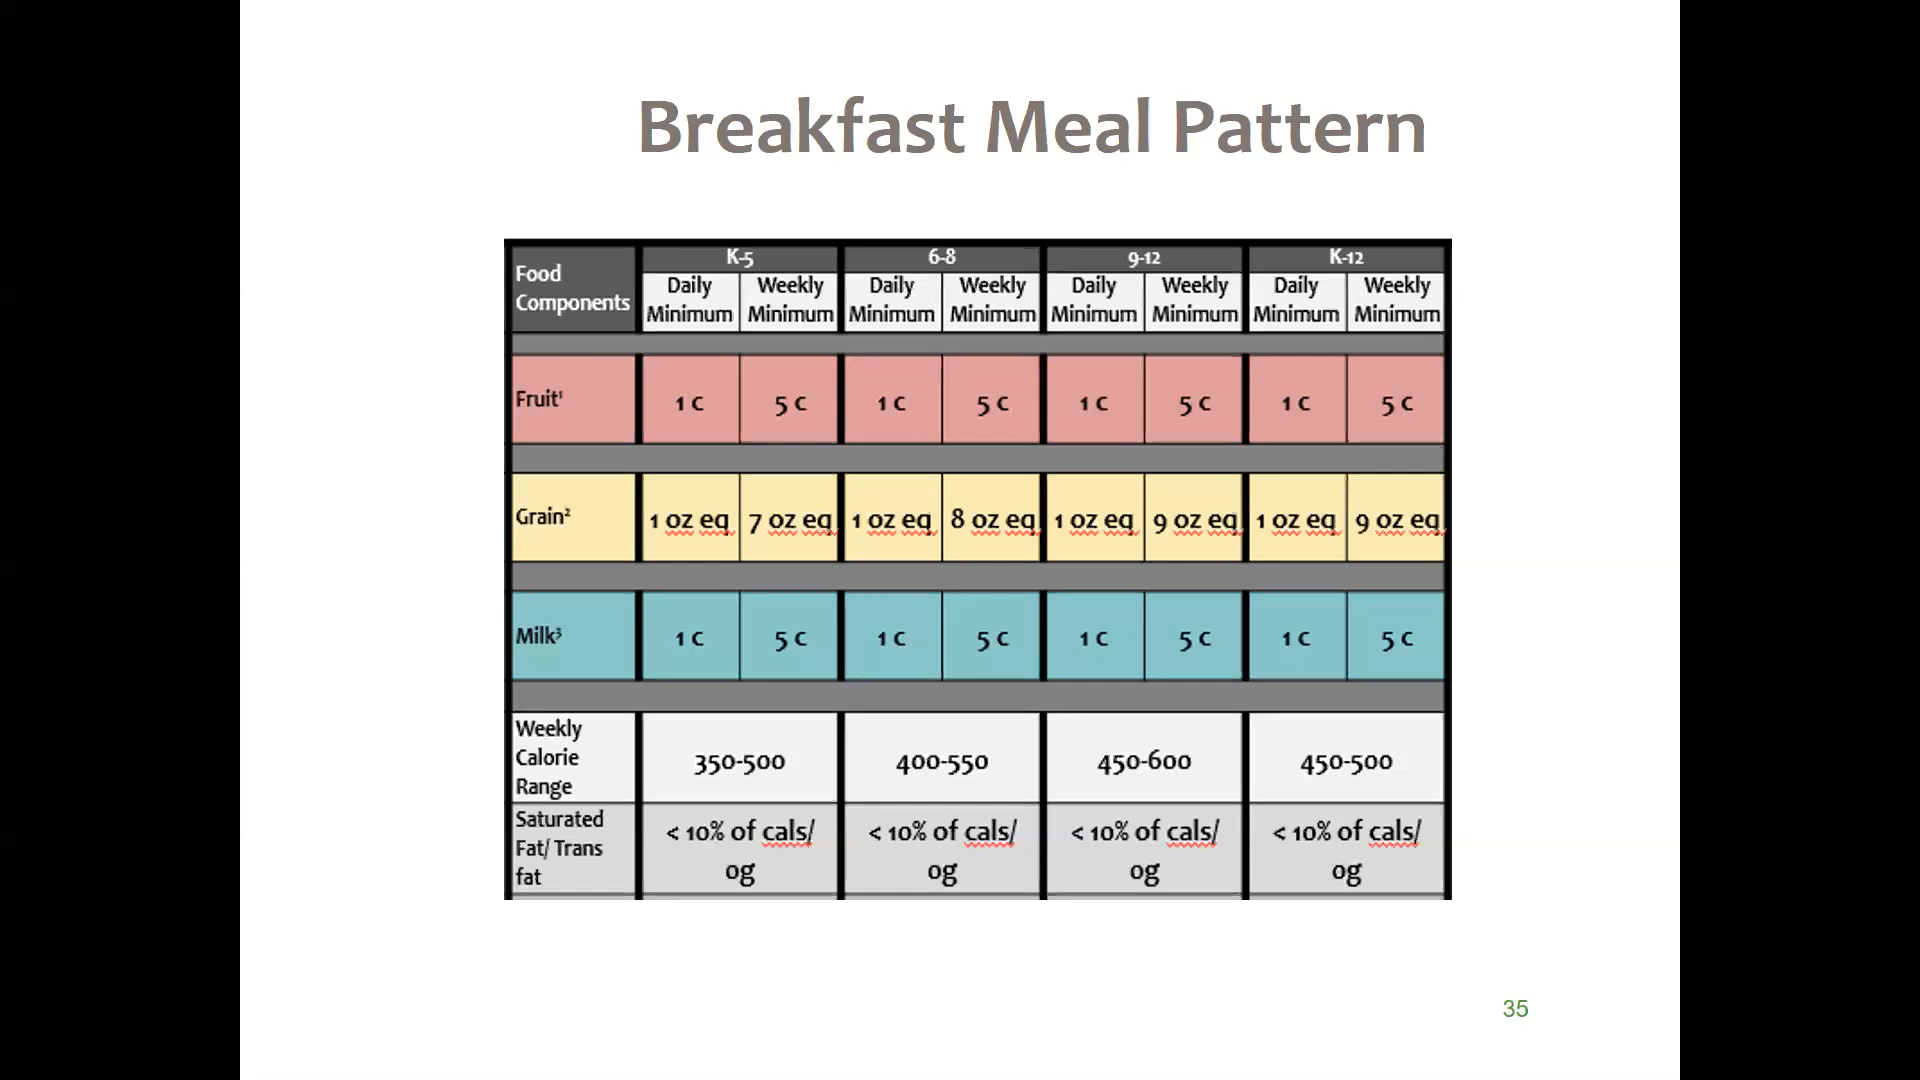 Breakfast Meal Pattern
Food Components K-5 6-8 9-12 K-12
Daily Minimum Weekly Minimum Daily Minimum Weekly Minimum Daily Minimum Weekly Minimum Daily Minimum Weekly Minimum
Fruit¹ 1 c 5 c 1 c 5 c 1 c 5 c 1 c 5 c
Grain² 1 oz eq 7 oz eq 1 oz eq 8 oz eq 1 oz eq 9 oz eq 1 oz eq 9 oz eq
Milk³ 1 c 5 c 1 c 5 c 1 c 5 c 1 c 5 c
Weekly Calorie Range 350-500 400-550 450-600 450-500
Saturated Fat/ Trans fat < 10% of cals/ 0g < 10% of cals/ 0g < 10% of cals/ 0g < 10% of cals/ 0g
35